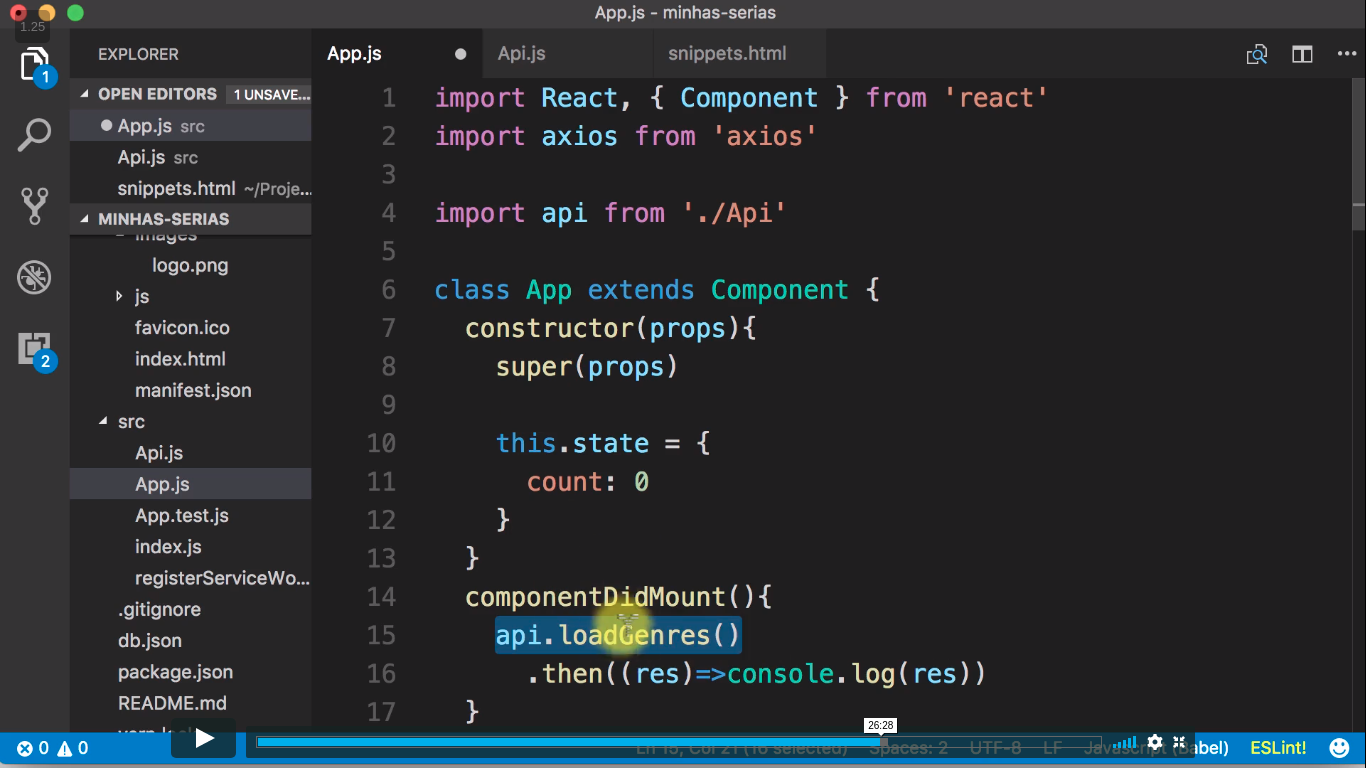 App.js - minhas-serias
1.25
1
2
EXPLORER
OPEN EDITORS 1 UNSAVE...
App.js src
Api.js src
snippets.html ~/Proje...
MINHAS-SERIAS
images
logo.png
js
favicon.ico
index.html
manifest.json
src
Api.js
App.js
App.test.js
index.js
registerServiceWo...
.gitignore
db.json
package.json
README.md
App.js Api.js snippets.html
1 import React, { Component } from 'react'
2 import axios from 'axios'
3
4 import api from './Api'
5
6 class App extends Component {
7 constructor(props){
8 super(props)
9
10 this.state = {
11 count: 0
12 }
13 }
14 componentDidMount(){
15 api.loadGenres()
16 .then((res)=>console.log(res))
17 }
26:28
0 0 Ln 15, Col 21 (16 selected) Spaces: 2 UTF-8 LF Javascript (Babel) ESLint!